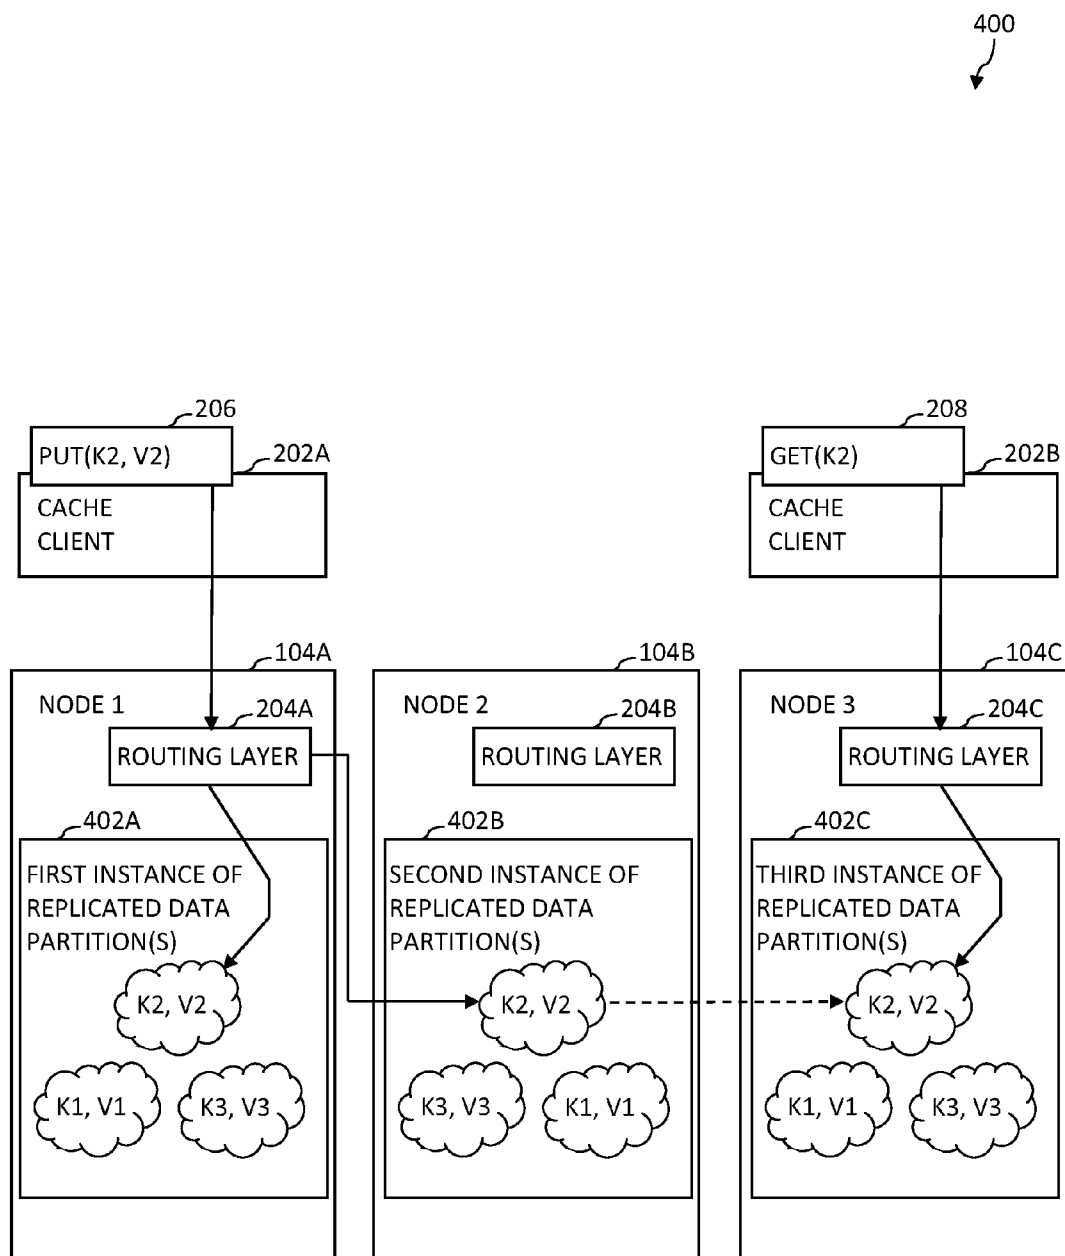 400
206
PUT(K2, V2)
202A
CACHE
CLIENT
208
GET(K2)
202B
CACHE
CLIENT
104A
NODE 1
204A
ROUTING LAYER
402A
FIRST INSTANCE OF
REPLICATED DATA
PARTITION(S)
K2, V2
K1, V1
K3, V3
104B
NODE 2
204B
ROUTING LAYER
402B
SECOND INSTANCE OF
REPLICATED DATA
PARTITION(S)
K2, V2
K3, V3
K1, V1
104C
NODE 3
204C
ROUTING LAYER
402C
THIRD INSTANCE OF
REPLICATED DATA
PARTITION(S)
K2, V2
K1, V1
K3, V3